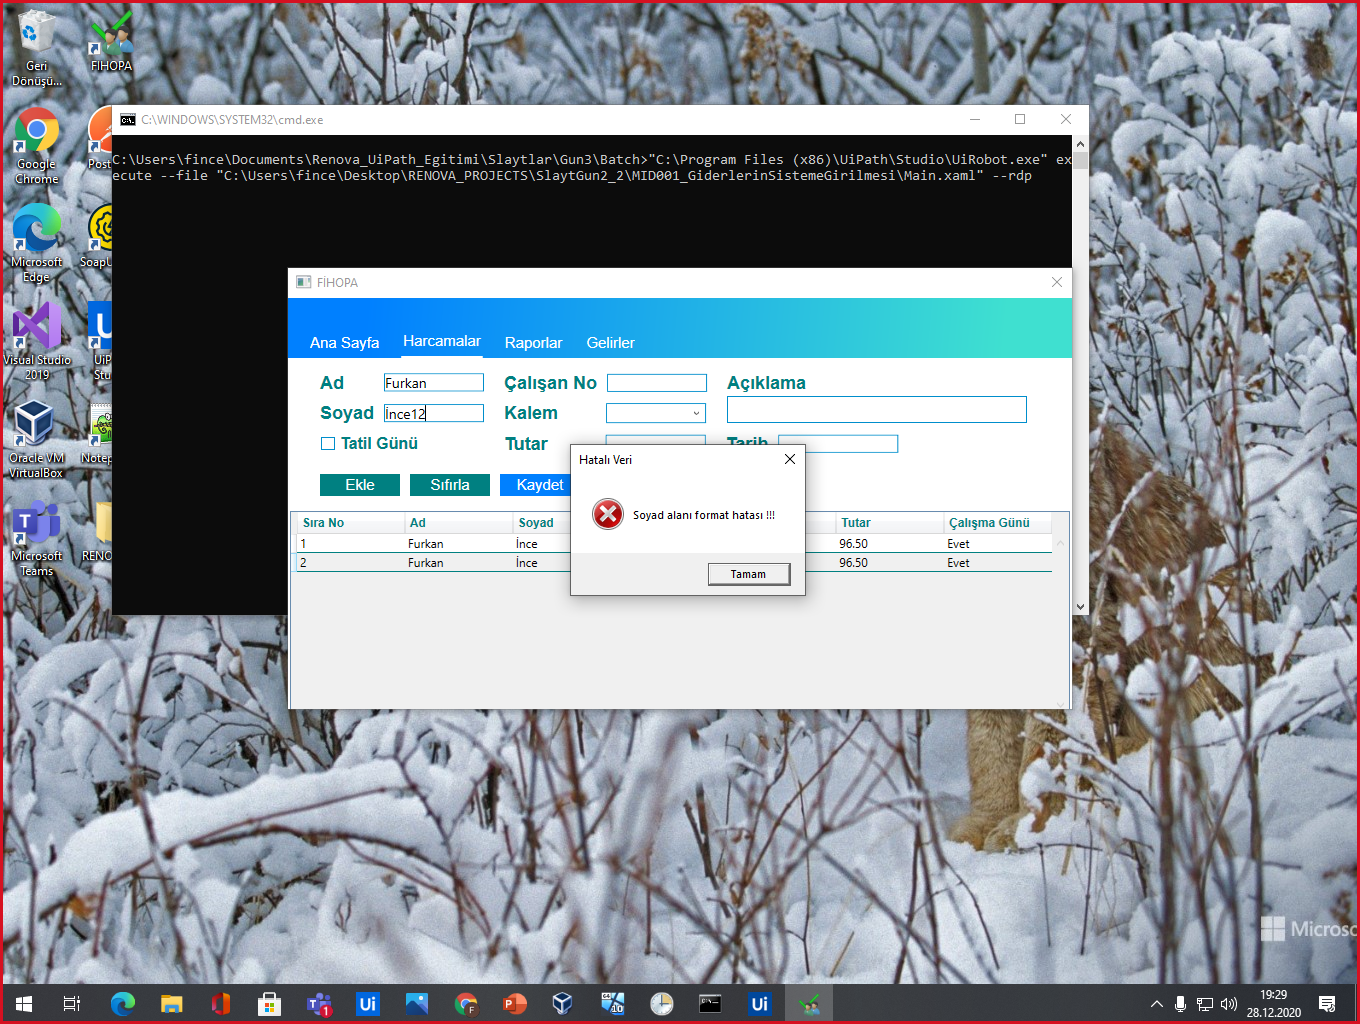 Geri
Dönüşü...
FİHOPA
Google
Chrome
Post
Microsoft
Edge
SoapU
Visual Studio
2019
UiP
Stu
Oracle VM
VirtualBox
Notep
Microsoft
Teams
RENO
C:\WINDOWS\SYSTEM32\cmd.exe
C:\Users\fince\Documents\Renova_UiPath_Egitimi\Slaytlar\Gun3\Batch>"C:\Program Files (x86)\UiPath\Studio\UiRobot.exe" ex
ecute --file "C:\Users\fince\Desktop\RENOVA_PROJECTS\SlaytGun2_2\MID001_GiderlerinSistemeGirilmesi\Main.xaml" --rdp
FİHOPA
Ana Sayfa Harcamalar Raporlar Gelirler
Ad Furkan Çalışan No Açıklama
Soyad İnce12 Kalem
Tatil Günü Tutar Tarih
Ekle Sıfırla Kaydet
Hatalı Veri
Soyad alanı format hatası !!!
Tamam
Sıra No Ad Soyad Tutar Çalışma Günü
1 Furkan İnce 96.50 Evet
2 Furkan İnce 96.50 Evet
Microsc
19:29
28.12.2020